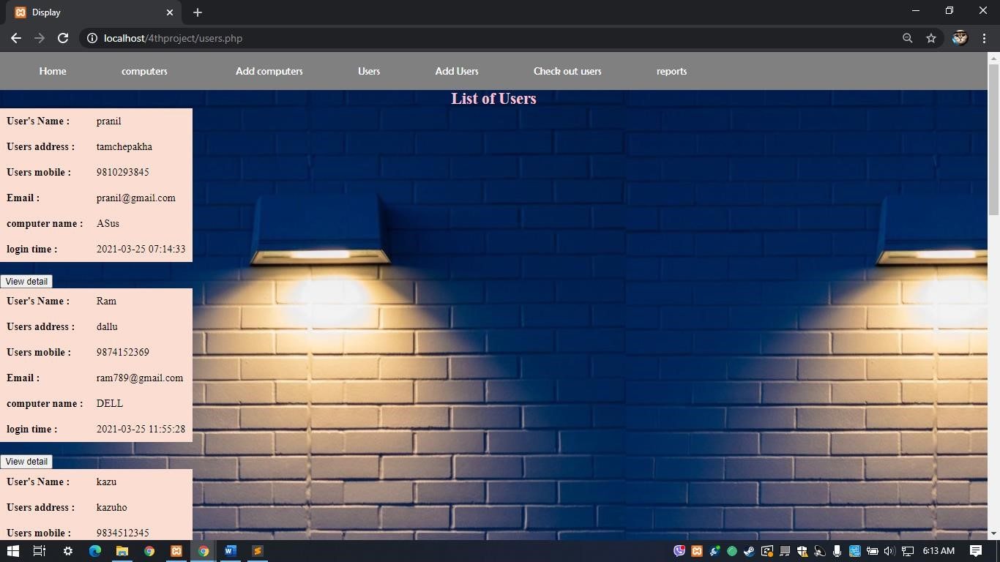 Display
localhost/4thproject/users.php
Home computers Add computers Users Add Users Check out users reports
List of Users
User's Name : pranil
Users address : tamchepakha
Users mobile : 9810293845
Email : pranil@gmail.com
computer name : ASus
login time : 2021-03-25 07:14:33
View detail
User's Name : Ram
Users address : dallu
Users mobile : 9874152369
Email : ram789@gmail.com
computer name : DELL
login time : 2021-03-25 11:55:28
View detail
User's Name : kazu
Users address : kazuho
Users mobile : 9834512345
6:13 AM